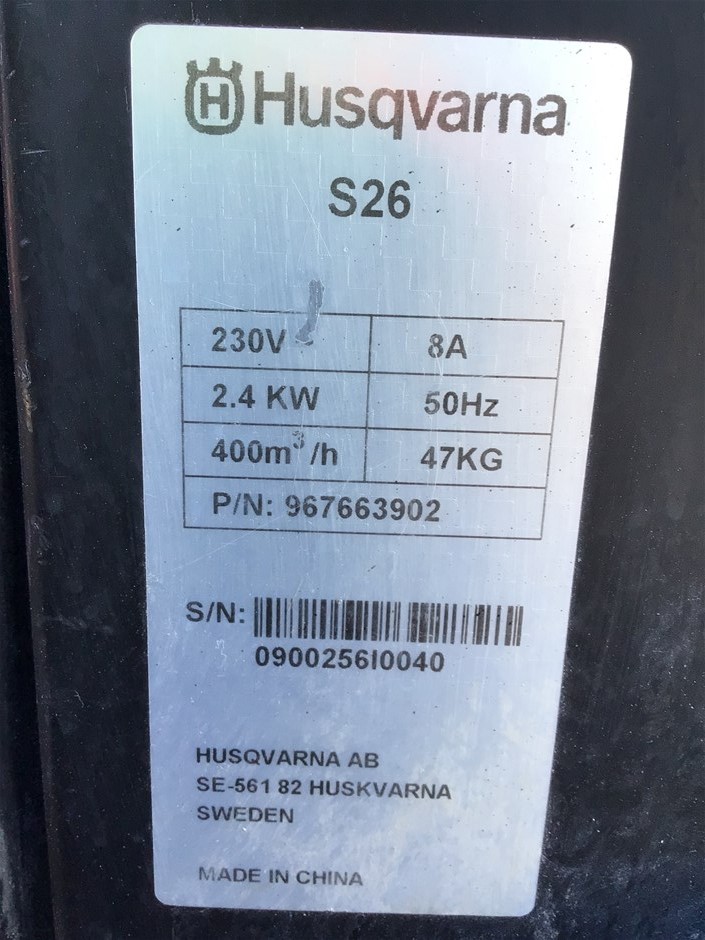 Husqvarna
S26
230V 8A
2.4 KW 50Hz
400m³/h 47KG
P/N: 967663902
S/N:
0900256I0040
HUSQVARNA AB
SE-561 82 HUSKVARNA
SWEDEN
MADE IN CHINA